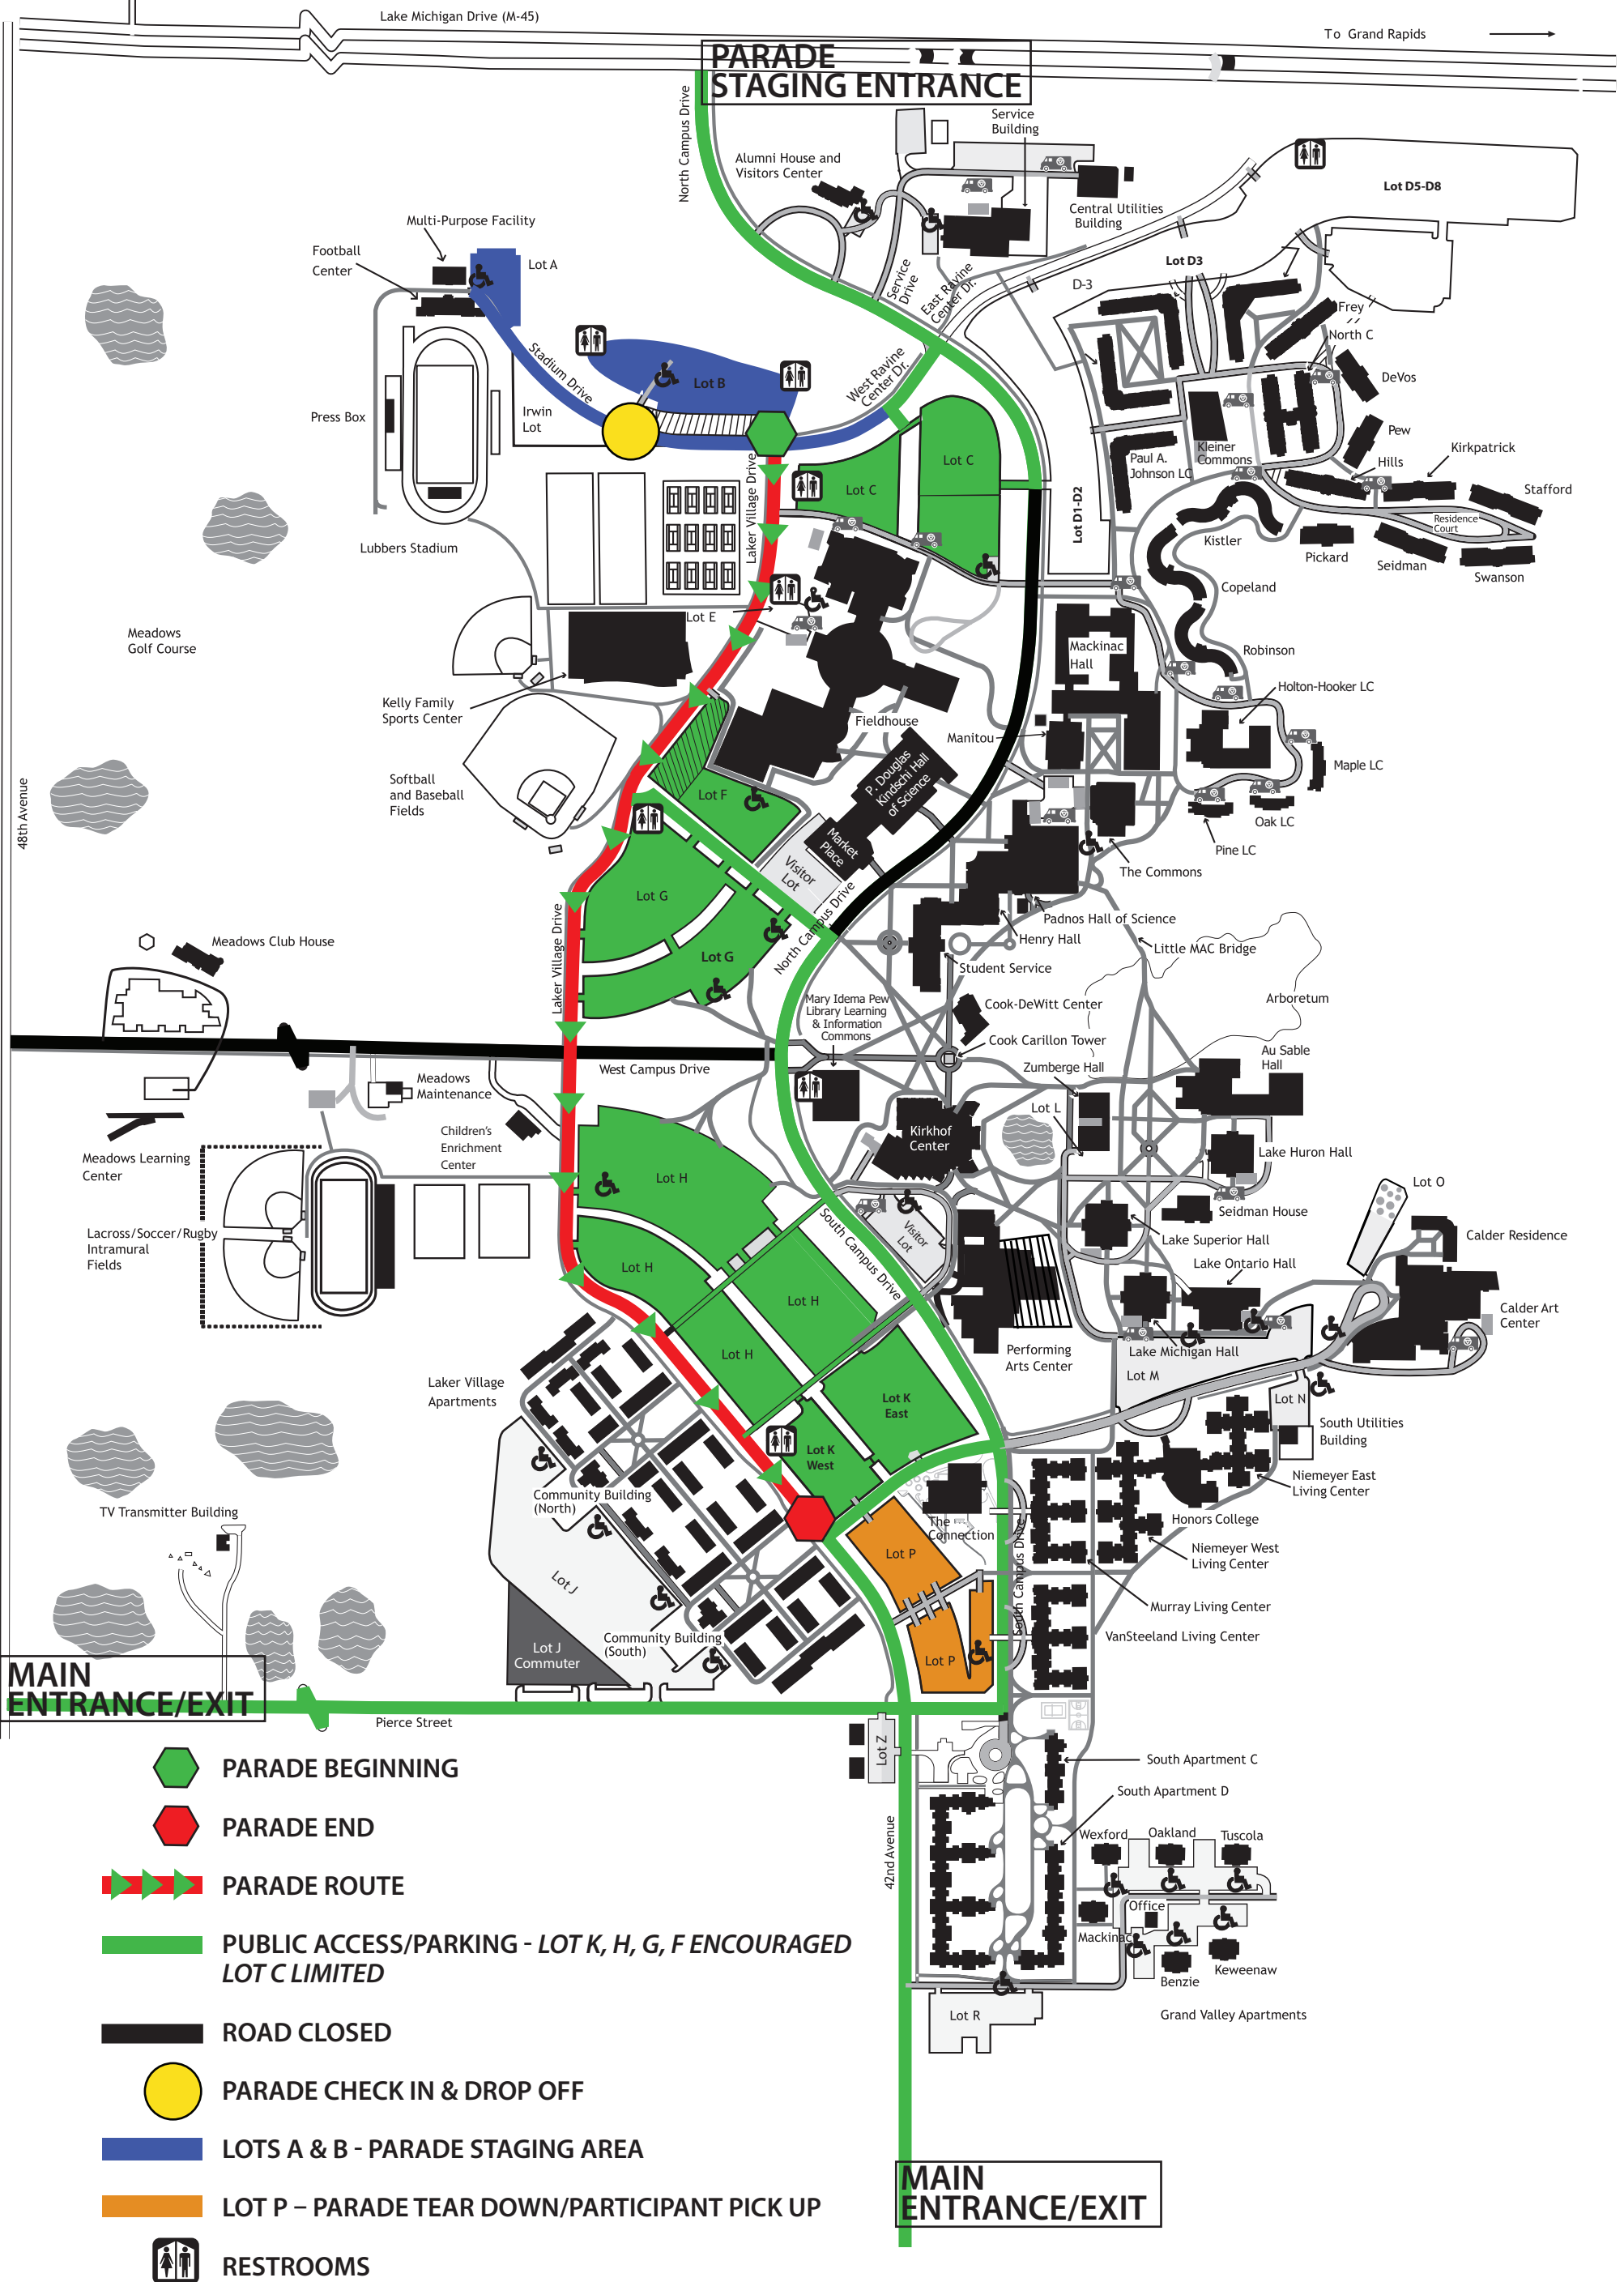 Lake Michigan Drive (M-45)
To Grand Rapids
PARADE
STAGING ENTRANCE
North Campus Drive
Service
Building
Alumni House and
Visitors Center
Central Utilities
Building
Lot D5-D8
Multi-Purpose Facility
Football
Center
Lot A
Service
Drive
East Ravine
Center Dr.
Lot D3
D-3
Frey
North C
DeVos
Stadium Drive
Lot B
West Ravine
Center Dr.
Press Box
Irwin
Lot
Pew
Kirkpatrick
Kleiner
Commons
Paul A.
Johnson LC
Hills
Stafford
Lot C
Lot C
Laker Village Drive
Lot D1-D2
Residence
Court
Lubbers Stadium
Kistler
Pickard
Seidman
Swanson
Copeland
Lot E
Meadows
Golf Course
Mackinac
Hall
Robinson
Holton-Hooker LC
Kelly Family
Sports Center
Fieldhouse
Manitou
P. Douglas
Kindschi Hall
of Science
Maple LC
Softball
and Baseball
Fields
Lot F
48th Avenue
Oak LC
Market
Place
Pine LC
Visitor
Lot
The Commons
Lot G
North Campus Drive
Padnos Hall of Science
Henry Hall
Little MAC Bridge
Meadows Club House
Laker Village Drive
Lot G
Student Service
Mary Idema Pew
Library Learning
& Information
Commons
Cook-DeWitt Center
Arboretum
Cook Carillon Tower
Au Sable
Hall
West Campus Drive
Zumberge Hall
Meadows
Maintenance
Lot L
Children's
Enrichment
Center
Kirkhof
Center
Lake Huron Hall
Meadows Learning
Center
Lot H
Lot O
Seidman House
Visitor
Lot
South Campus Drive
Lacross/Soccer/Rugby
Intramural
Fields
Calder Residence
Lake Superior Hall
Lake Ontario Hall
Lot H
Lot H
Calder Art
Center
Performing
Arts Center
Lake Michigan Hall
Lot H
Lot M
Laker Village
Apartments
Lot K
East
Lot N
South Utilities
Building
Lot K
West
Niemeyer East
Living Center
Community Building
(North)
TV Transmitter Building
The
Connection
Honors College
Niemeyer West
Living Center
Lot P
Lot J
South Campus Drive
Murray Living Center
Community Building
(South)
VanSteeland Living Center
Lot J
Commuter
Lot P
MAIN
ENTRANCE/EXIT
Pierce Street
Lot Z
South Apartment C
South Apartment D
42nd Avenue
Wexford
Oakland
Tuscola
Office
Mackinac
Benzie
Keweenaw
Lot R
Grand Valley Apartments
PARADE BEGINNING
PARADE END
PARADE ROUTE
PUBLIC ACCESS/PARKING - LOT K, H, G, F ENCOURAGED
LOT C LIMITED
ROAD CLOSED
PARADE CHECK IN & DROP OFF
LOTS A & B - PARADE STAGING AREA
MAIN
ENTRANCE/EXIT
LOT P – PARADE TEAR DOWN/PARTICIPANT PICK UP
RESTROOMS